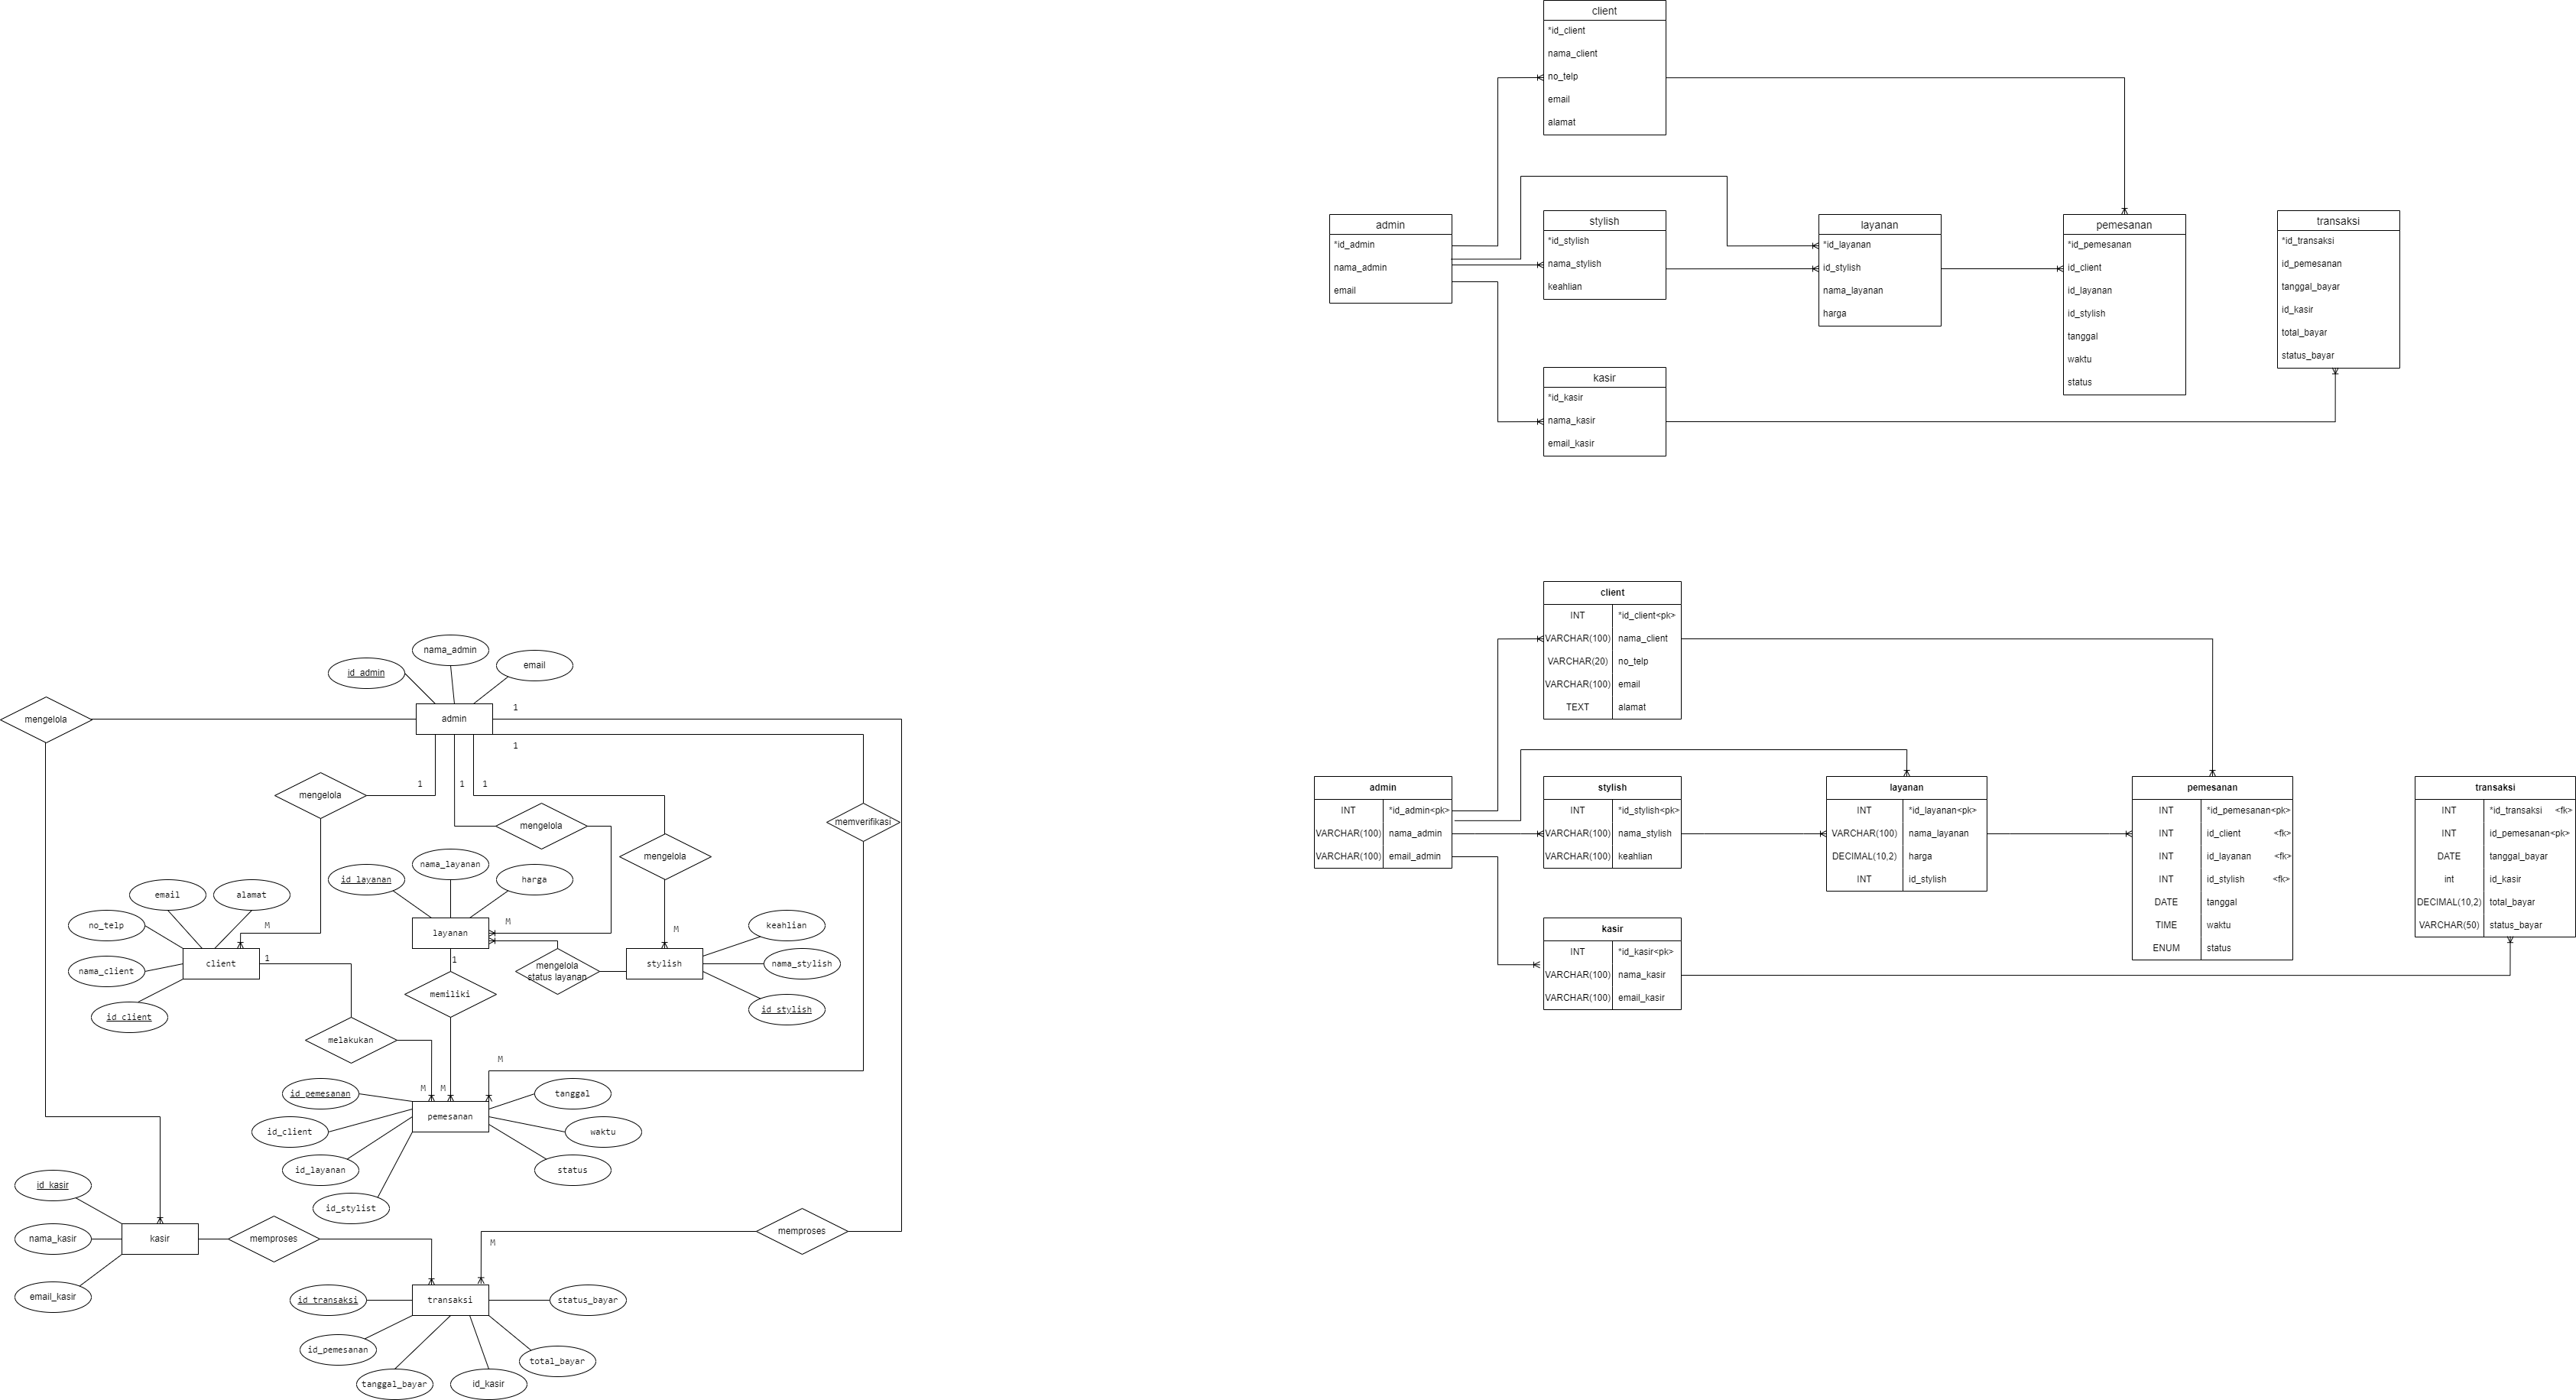 client
*id_client
nama_client
no_telp
email
alamat
admin
*id_admin
nama_admin
email
stylish
*id_stylish
nama_stylish
keahlian
layanan
*id_layanan
id_stylish
nama_layanan
harga
pemesanan
*id_pemesanan
id_client
id_layanan
id_stylish
tanggal
waktu
status
transaksi
*id_transaksi
id_pemesanan
tanggal_bayar
id_kasir
total_bayar
status_bayar
kasir
*id_kasir
nama_kasir
email_kasir
client
INT *id_client<pk>
VARCHAR(100) nama_client
VARCHAR(20) no_telp
VARCHAR(100) email
TEXT alamat
admin
INT *id_admin<pk>
VARCHAR(100) nama_admin
VARCHAR(100) email_admin
stylish
INT *id_stylish<pk>
VARCHAR(100) nama_stylish
VARCHAR(100) keahlian
layanan
INT *id_layanan<pk>
VARCHAR(100) nama_layanan
DECIMAL(10,2) harga
INT id_stylish
pemesanan
INT *id_pemesanan<pk>
INT id_client <fk>
INT id_layanan <fk>
INT id_stylish <fk>
DATE tanggal
TIME waktu
ENUM status
transaksi
INT *id_transaksi <fk>
INT id_pemesanan<pk>
DATE tanggal_bayar
int id_kasir
DECIMAL(10,2) total_bayar
VARCHAR(50) status_bayar
kasir
INT *id_kasir<pk>
VARCHAR(100) nama_kasir
VARCHAR(100) email_kasir
nama_admin
id_admin
email
mengelola
admin
1
1
mengelola
1
1
1
mengelola
memverifikasi
mengelola
nama_layanan
id_layanan
harga
email
alamat
no_telp
M
M
layanan
M
keahlian
nama_client
client
1
1
mengelola
status layanan
stylish
nama_stylish
id_client
memiliki
id_stylish
melakukan
M
M
M
id_pemesanan
tanggal
pemesanan
id_client
waktu
id_layanan
status
id_kasir
id_stylist
nama_kasir
kasir
memproses
memproses
M
email_kasir
id_transaksi
transaksi
status_bayar
id_pemesanan
total_bayar
tanggal_bayar
id_kasir